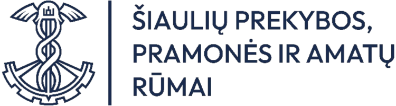 ŠIAULIŲ PREKYBOS,
PRAMONĖS IR AMATŲ
RŪMAI